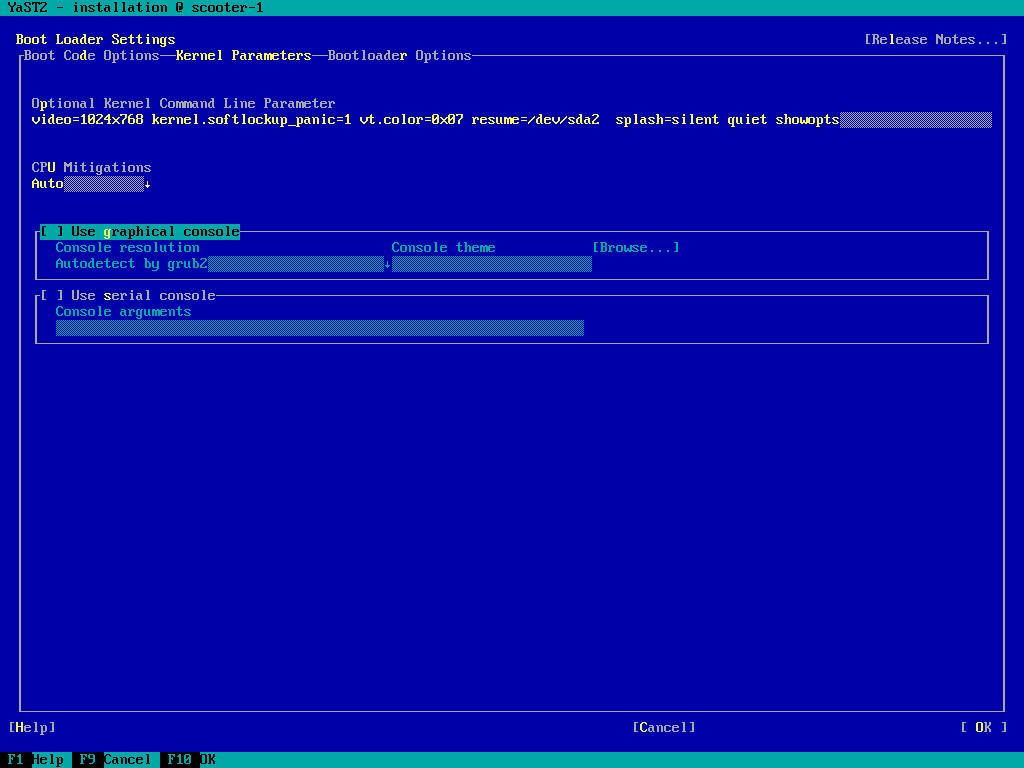 YaST2 - installation @ scooter-1
Boot Loader Settings [Release Notes...]
Boot Code Options──Kernel Parameters──Bootloader Options
Optional Kernel Command Line Parameter
video=1024x768 kernel.softlockup_panic=1 vt.color=0x07 resume=/dev/sda2  splash=silent quiet showopts
CPU Mitigations
Auto↓
[ ] Use graphical console
Console resolution Console theme [Browse...]
Autodetect by grub2 ↓
[ ] Use serial console
Console arguments
[Help] [Cancel] [ OK ]
F1 Help F9 Cancel F10 OK